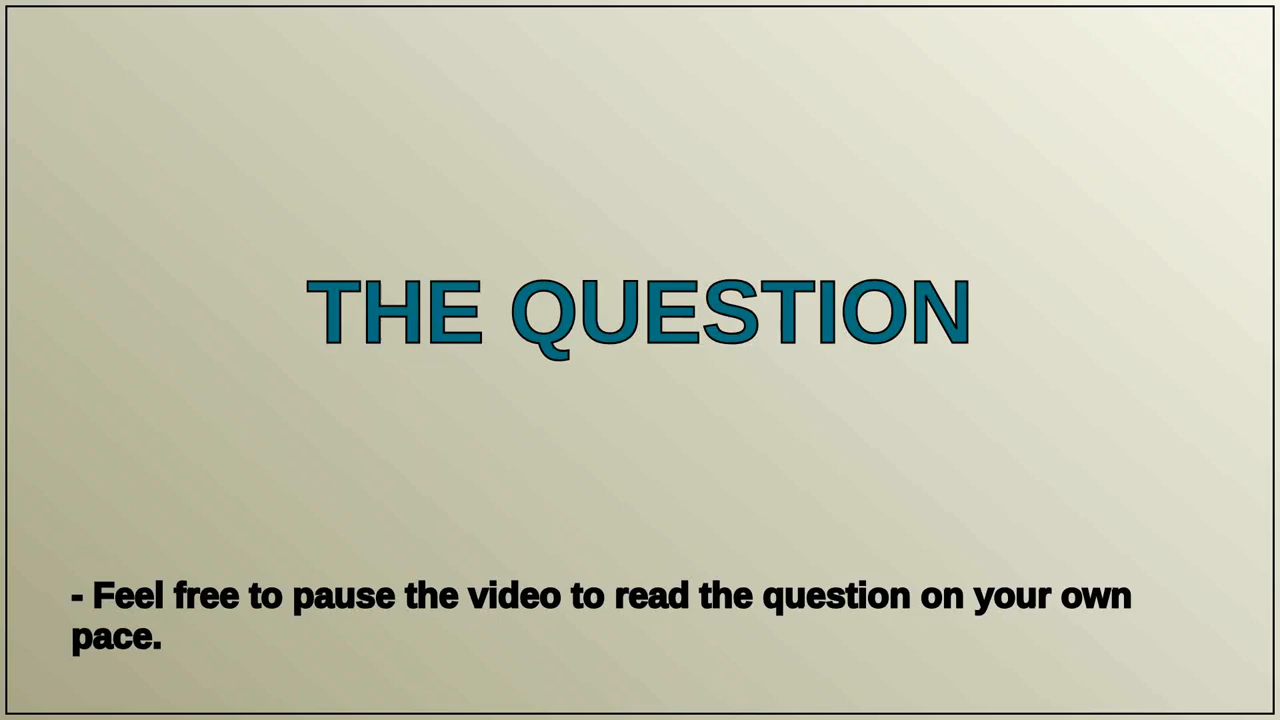 THE QUESTION
- Feel free to pause the video to read the question on your own
pace.